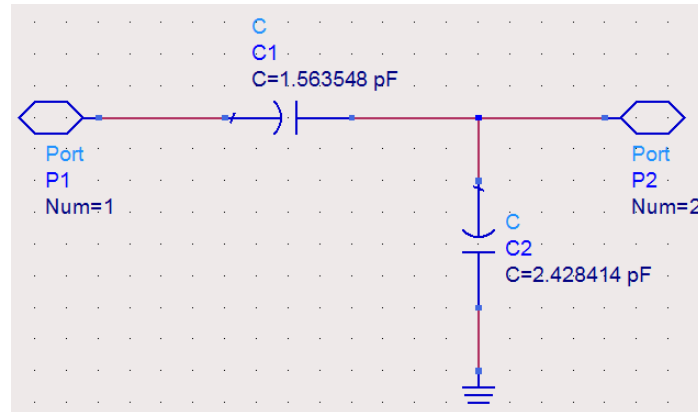 C
C1
C=1.563548 pF
Port
P1
Num=1
Port
P2
Num=2
C
C2
C=2.428414 pF